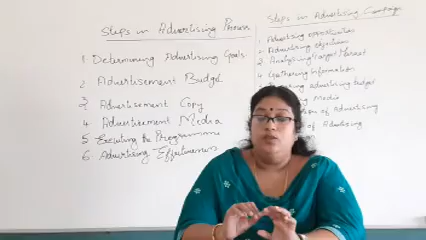 Steps in Advertising Process
1 Determining Advertising Goals
2 Advertisement Budget
3 Advertisement Copy
4 Advertisement Media
5 Executing the Programme
6 Advertising Effectiveness
Steps in Advertising Campaign
Advertising opportunities
Advertising objectives
Analysing Target Market
4 Gathering Information
advertising budget
Media
of Advertising
of Advertising